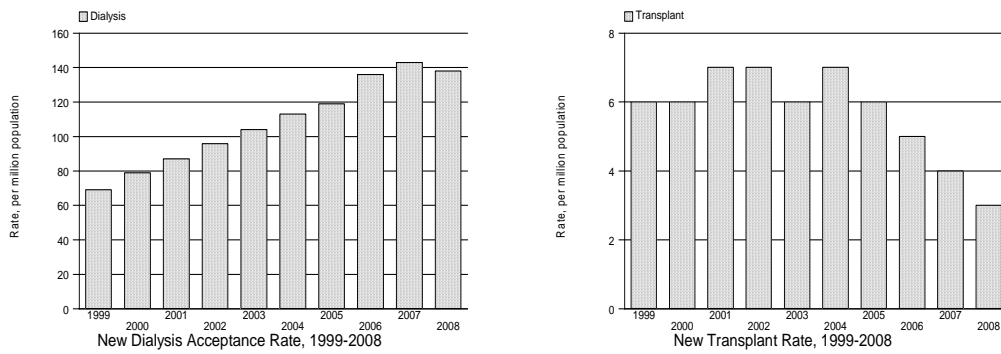 Dialysis
Rate, per million population
160
140
120
100
80
60
40
20
0
1999 2000 2001 2002 2003 2004 2005 2006 2007 2008
New Dialysis Acceptance Rate, 1999-2008
Transplant
Rate, per million population
8
6
4
2
0
1999 2000 2001 2002 2003 2004 2005 2006 2007 2008
New Transplant Rate, 1999-2008